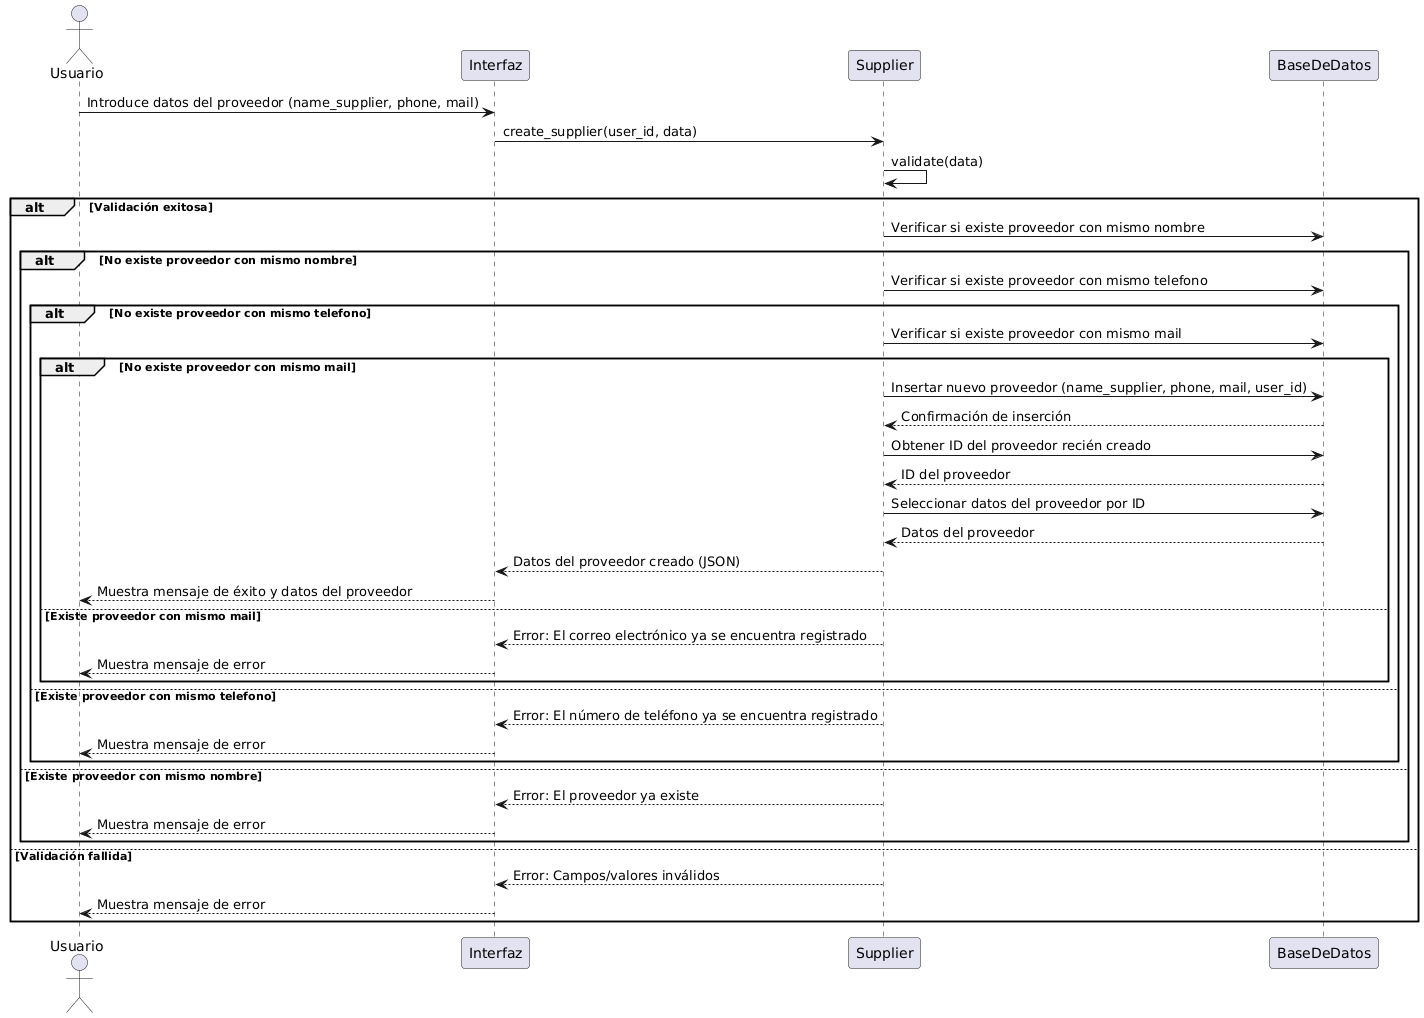 Usuario
Interfaz
Supplier
BaseDeDatos
Introduce datos del proveedor (name_supplier, phone, mail)
create_supplier(user_id, data)
validate(data)
alt [Validación exitosa]
Verificar si existe proveedor con mismo nombre
alt [No existe proveedor con mismo nombre]
Verificar si existe proveedor con mismo telefono
alt [No existe proveedor con mismo telefono]
Verificar si existe proveedor con mismo mail
alt [No existe proveedor con mismo mail]
Insertar nuevo proveedor (name_supplier, phone, mail, user_id)
Confirmación de inserción
Obtener ID del proveedor recién creado
ID del proveedor
Seleccionar datos del proveedor por ID
Datos del proveedor
Datos del proveedor creado (JSON)
Muestra mensaje de éxito y datos del proveedor
[Existe proveedor con mismo mail]
Error: El correo electrónico ya se encuentra registrado
Muestra mensaje de error
[Existe proveedor con mismo telefono]
Error: El número de teléfono ya se encuentra registrado
Muestra mensaje de error
[Existe proveedor con mismo nombre]
Error: El proveedor ya existe
Muestra mensaje de error
[Validación fallida]
Error: Campos/valores inválidos
Muestra mensaje de error
Usuario
Interfaz
Supplier
BaseDeDatos